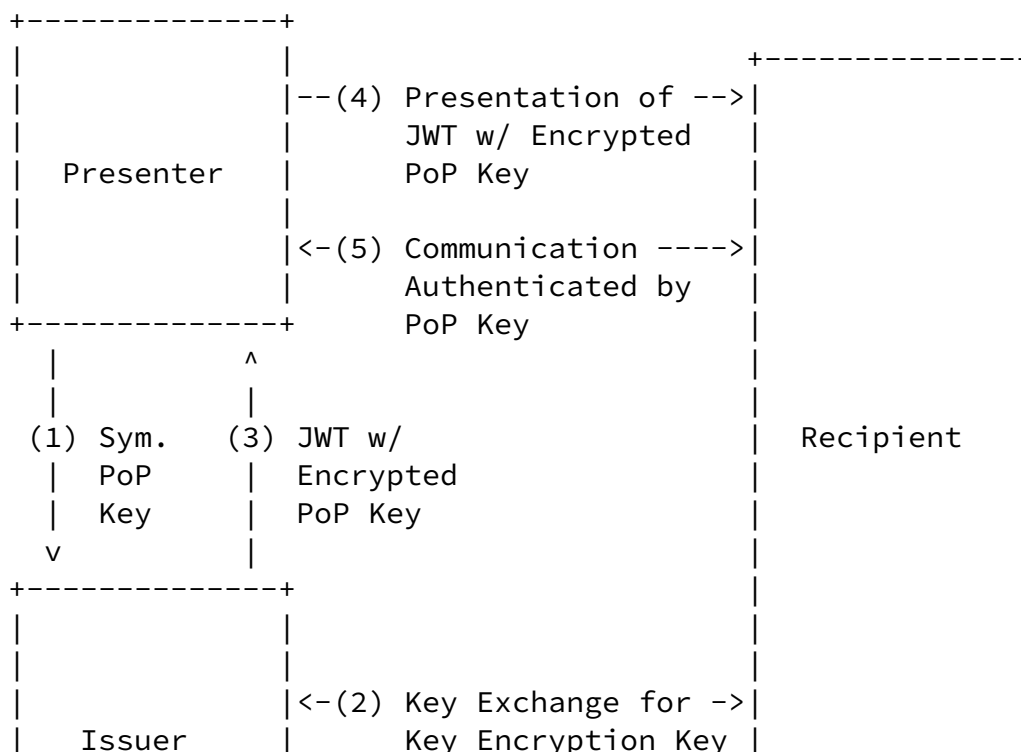 +--------------+
|              |                         +--------------
|              |--(4) Presentation of -->|
|              |      JWT w/ Encrypted   |
|  Presenter   |      PoP Key            |
|              |                         |
|              |<-(5) Communication ---->|
|              |      Authenticated by   |
+--------------+      PoP Key            |
  |          ^                           |
  |          |                           |
 (1) Sym.   (3) JWT w/                   |  Recipient
  |  PoP     |  Encrypted                |
  |  Key     |  PoP Key                  |
  v          |                           |
+--------------+                         |
|              |                         |
|              |                         |
|              |<-(2) Key Exchange for ->|
|   Issuer     |      Key Encryption Key |